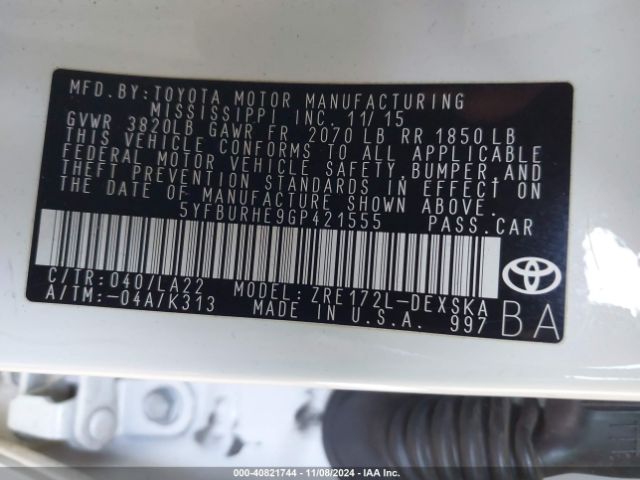 MFD. BY: TOYOTA MOTOR MANUFACTURING
MISSISSIPPI INC. 11/15
GVWR 3820LB GAWR FR 2070 LB RR 1850 LB
THIS VEHICLE CONFORMS TO ALL APPLICABLE
FEDERAL MOTOR VEHICLE SAFETY, BUMPER, AND
THEFT PREVENTION STANDARDS IN EFFECT ON
THE DATE OF MANUFACTURE SHOWN ABOVE.
5YFBURHE9GP421555 PASS. CAR
C/TR: 040/LA22 MODEL: ZRE172L-DEXSKA
A/TM: -04A/K313 MADE IN U.S.A. 997
BA
TOYOTA
000-40821744 | 11/08/2024 | IAA Inc.